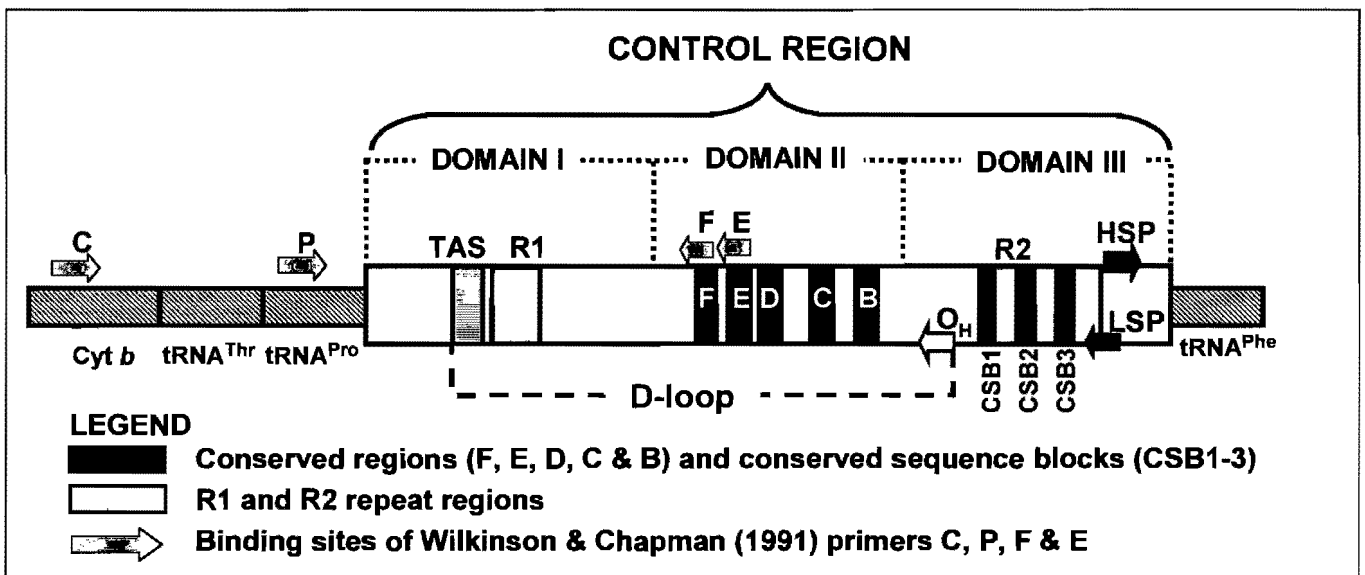 CONTROL REGION
DOMAIN I DOMAIN II DOMAIN III
C P TAS R1 F E R2 HSP
F E D C B
O_H LSP
Cyt b tRNA^Thr tRNA^Pro CSB1 CSB2 CSB3 tRNA^Phe
D-loop
LEGEND
Conserved regions (F, E, D, C & B) and conserved sequence blocks (CSB1-3)
R1 and R2 repeat regions
Binding sites of Wilkinson & Chapman (1991) primers C, P, F & E